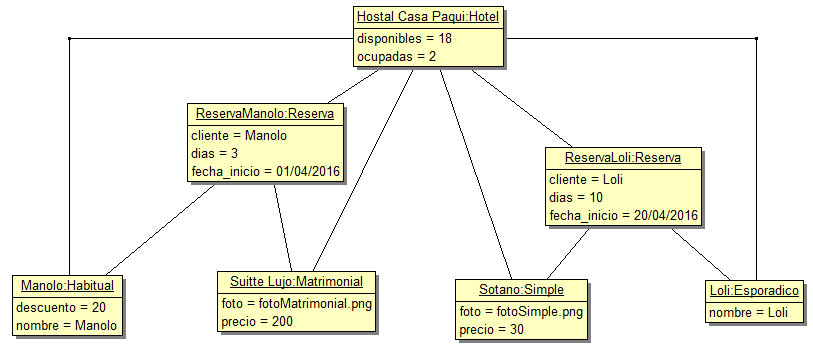 Hostal Casa Paqui:Hotel
disponibles = 18
ocupadas = 2
ReservaManolo:Reserva
cliente = Manolo
dias = 3
fecha_inicio = 01/04/2016
ReservaLoli:Reserva
cliente = Loli
dias = 10
fecha_inicio = 20/04/2016
Manolo:Habitual
descuento = 20
nombre = Manolo
Suitte Lujo:Matrimonial
foto = fotoMatrimonial.png
precio = 200
Sotano:Simple
foto = fotoSimple.png
precio = 30
Loli:Esporadico
nombre = Loli